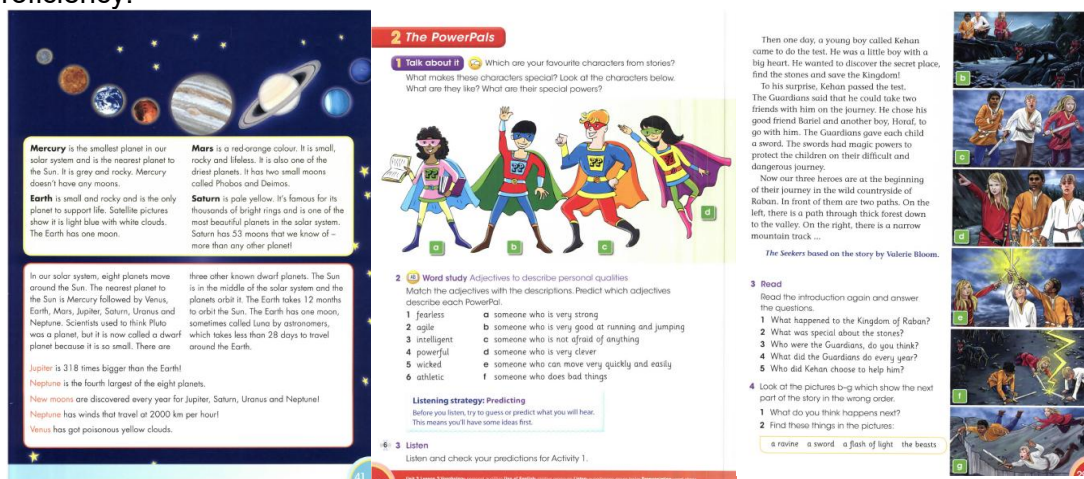 roficiency.
Mercury is the smallest planet in our
solar system and is the nearest planet to
the Sun. It is grey and rocky. Mercury
doesn't have any moons.
Earth is small and rocky and is the only
planet to support life. Satellite pictures
show it is light blue with white clouds.
The Earth has one moon.
Mars is a red-orange colour. It is small,
rocky and lifeless. It is also one of the
driest planets. It has two small moons
called Phobos and Deimos.
Saturn is pale yellow. It's famous for its
thousands of bright rings and is one of the
most beautiful planets in the solar system.
Saturn has 53 moons that we know of –
more than any other planet!
In our solar system, eight planets move
around the Sun. The nearest planet to
the Sun is Mercury followed by Venus,
Earth, Mars, Jupiter, Saturn, Uranus and
Neptune. Scientists used to think Pluto
was a planet, but it is now called a dwarf
planet because it is so small. There are
three other known dwarf planets. The Sun
is in the middle of the solar system and the
planets orbit it. The Earth takes 12 months
to orbit the Sun. The Earth has one moon,
sometimes called Luna by astronomers,
which takes less than 28 days to travel
around the Earth.
Jupiter is 318 times bigger than the Earth!
Neptune is the fourth largest of the eight planets.
New moons are discovered every year for Jupiter, Saturn, Uranus and Neptune!
Neptune has winds that travel at 2000 km per hour!
Venus has got poisonous yellow clouds.
41
2 The PowerPals
1 Talk about it Which are your favourite characters from stories?
What makes these characters special? Look at the characters below.
What are they like? What are their special powers?
a
b
c
d
2 Word study Adjectives to describe personal qualities
Match the adjectives with the descriptions. Predict which adjectives
describe each PowerPal.
1 fearless a someone who is very strong
2 agile b someone who is very good at running and jumping
3 intelligent c someone who is not afraid of anything
4 powerful d someone who is very clever
5 wicked e someone who can move very quickly and easily
6 athletic f someone who does bad things
Listening strategy: Predicting
Before you listen, try to guess or predict what you will hear.
This means you'll have some ideas first.
6 3 Listen
Listen and check your predictions for Activity 1.
Then one day, a young boy called Kehan
came to do the test. He was a little boy with a
big heart. He wanted to discover the secret place,
find the stones and save the Kingdom!
To his surprise, Kehan passed the test.
The Guardians said that he could take two
friends with him on the journey. He chose his
good friend Bariel and another boy, Horaf, to
go with him. The Guardians gave each child
a sword. The swords had magic powers to
protect the children on their difficult and
dangerous journey.
Now our three heroes are at the beginning
of their journey in the wild countryside of
Raban. In front of them are two paths. On the
left, there is a path through thick forest down
to the valley. On the right, there is a narrow
mountain track ...
The Seekers based on the story by Valerie Bloom.
3 Read
Read the introduction again and answer
the questions.
1 What happened to the Kingdom of Raban?
2 What was special about the stones?
3 Who were the Guardians, do you think?
4 What did the Guardians do every year?
5 Who did Kehan choose to help him?
4 Look at the pictures b–g which show the next
part of the story in the wrong order.
1 What do you think happens next?
2 Find these things in the pictures:
a ravine a sword a flash of light the beasts
b
c
d
e
f
g